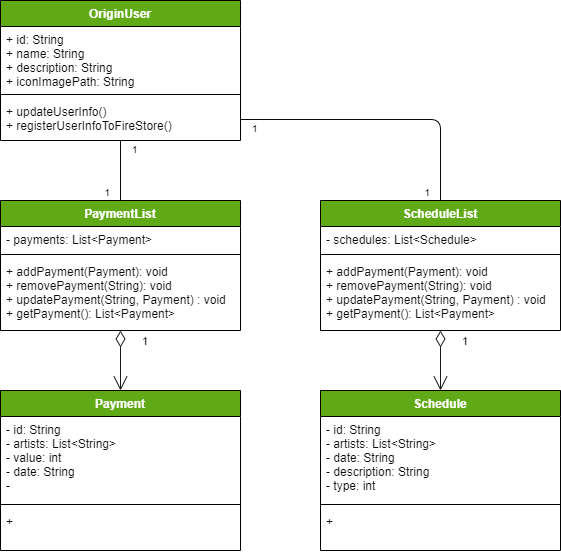 OriginUser
+ id: String
+ name: String
+ description: String
+ iconImagePath: String
+ updateUserInfo()
+ registerUserInfoToFireStore()
1
1
1
1
PaymentList
- payments: List<Payment>
+ addPayment(Payment): void
+ removePayment(String): void
+ updatePayment(String, Payment) : void
+ getPayment(): List<Payment>
1
ScheduleList
- schedules: List<Schedule>
+ addPayment(Payment): void
+ removePayment(String): void
+ updatePayment(String, Payment) : void
+ getPayment(): List<Payment>
1
Payment
- id: String
- artists: List<String>
- value: int
- date: String
-
+
Schedule
- id: String
- artists: List<String>
- date: String
- description: String
- type: int
+